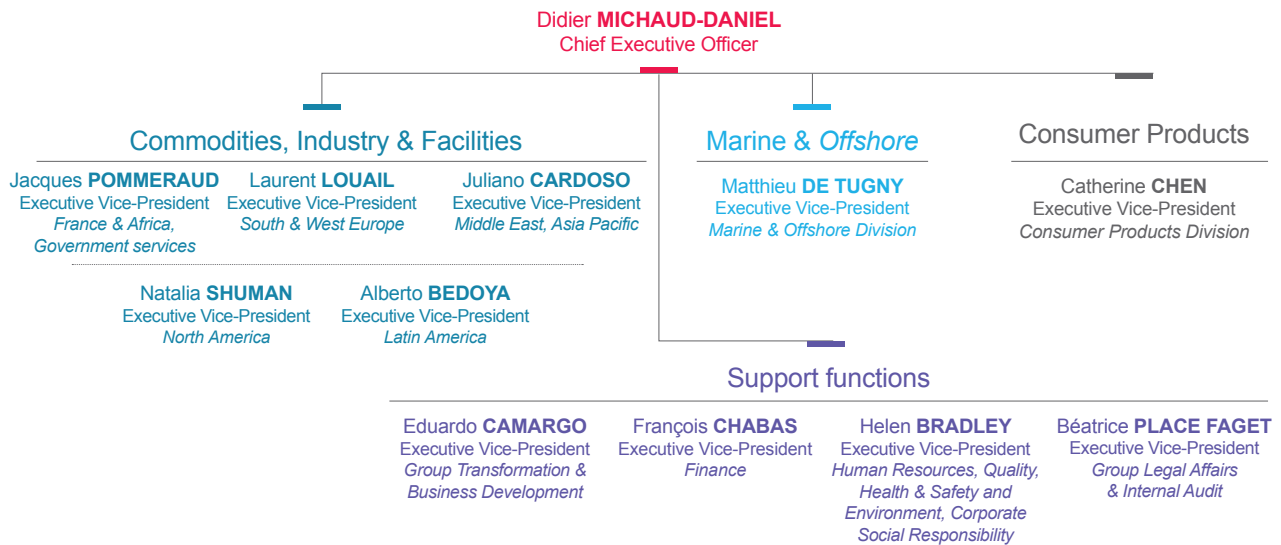 Didier MICHAUD-DANIEL
Chief Executive Officer
Commodities, Industry & Facilities
Jacques POMMERAUD
Executive Vice-President
France & Africa,
Government services
Laurent LOUAIL
Executive Vice-President
South & West Europe
Juliano CARDOSO
Executive Vice-President
Middle East, Asia Pacific
Natalia SHUMAN
Executive Vice-President
North America
Alberto BEDOYA
Executive Vice-President
Latin America
Marine & Offshore
Matthieu DE TUGNY
Executive Vice-President
Marine & Offshore Division
Consumer Products
Catherine CHEN
Executive Vice-President
Consumer Products Division
Support functions
Eduardo CAMARGO
Executive Vice-President
Group Transformation &
Business Development
François CHABAS
Executive Vice-President
Finance
Helen BRADLEY
Executive Vice-President
Human Resources, Quality,
Health & Safety and
Environment, Corporate
Social Responsibility
Béatrice PLACE FAGET
Executive Vice-President
Group Legal Affairs
& Internal Audit